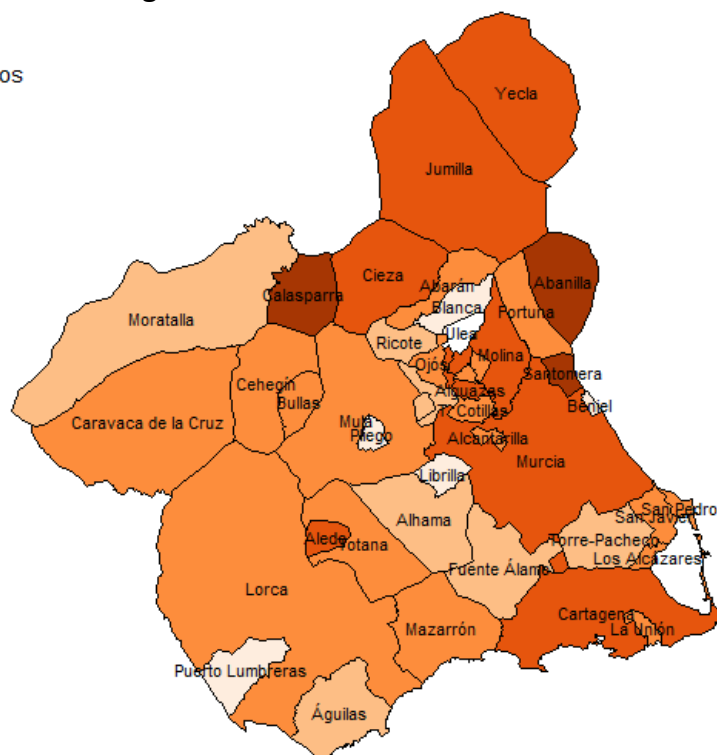 os
Yecla
Jumilla
Cieza
Abanilla
Calasparra
Abarán
Blanca
Fortuna
Moratalla
Ulea
Ricote
Molina
Ojós
Santomera
Cehegín
Alguazas
Bullas
Beniel
T. Cotillas
Caravaca de la Cruz
Mula
Pliego
Alcantarilla
Murcia
Librilla
San Pedro
San Javier
Alhama
Aledo
Totana
Torre-Pacheco
Los Alcázares
Fuente Álamo
Lorca
Cartagena
Mazarrón
La Unión
Puerto Lumbreras
Águilas